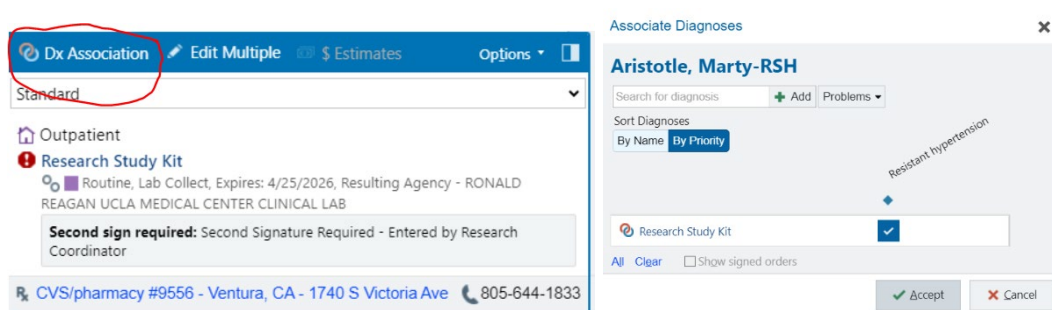 Dx Association Edit Multiple $ Estimates Options
Standard
Outpatient
Research Study Kit
Routine, Lab Collect, Expires: 4/25/2026, Resulting Agency - RONALD
REAGAN UCLA MEDICAL CENTER CLINICAL LAB
Second sign required: Second Signature Required - Entered by Research
Coordinator
CVS/pharmacy #9556 - Ventura, CA - 1740 S Victoria Ave 805-644-1833
Associate Diagnoses
Aristotle, Marty-RSH
Search for diagnosis Add Problems
Sort Diagnoses
By Name By Priority
Resistant hypertension
Research Study Kit
All Clear Show signed orders
Accept Cancel